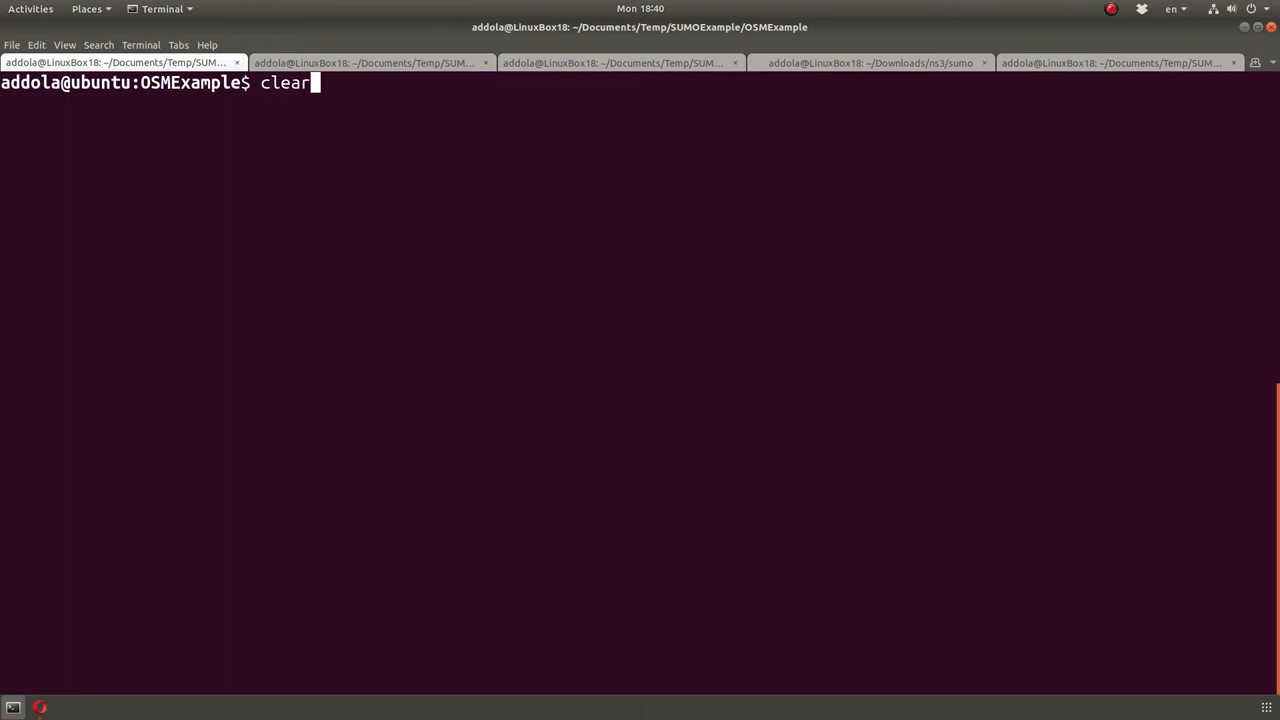 Activities Places Terminal Mon 18:40 en
addola@LinuxBox18: ~/Documents/Temp/SUMOExample/OSMExample
File Edit View Search Terminal Tabs Help
addola@LinuxBox18: ~/Documents/Temp/SUM... × addola@LinuxBox18: ~/Documents/Temp/SUM... × addola@LinuxBox18: ~/Documents/Temp/SUM... × addola@LinuxBox18: ~/Downloads/ns3/sumo × addola@LinuxBox18: ~/Documents/Temp/SUM... ×
addola@ubuntu:OSMExample$ clear